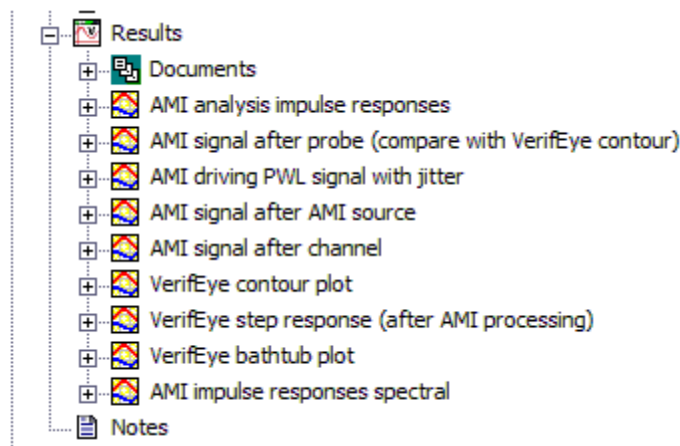 Results
Documents
AMI analysis impulse responses
AMI signal after probe (compare with VerifEye contour)
AMI driving PWL signal with jitter
AMI signal after AMI source
AMI signal after channel
VerifEye contour plot
VerifEye step response (after AMI processing)
VerifEye bathtub plot
AMI impulse responses spectral
Notes